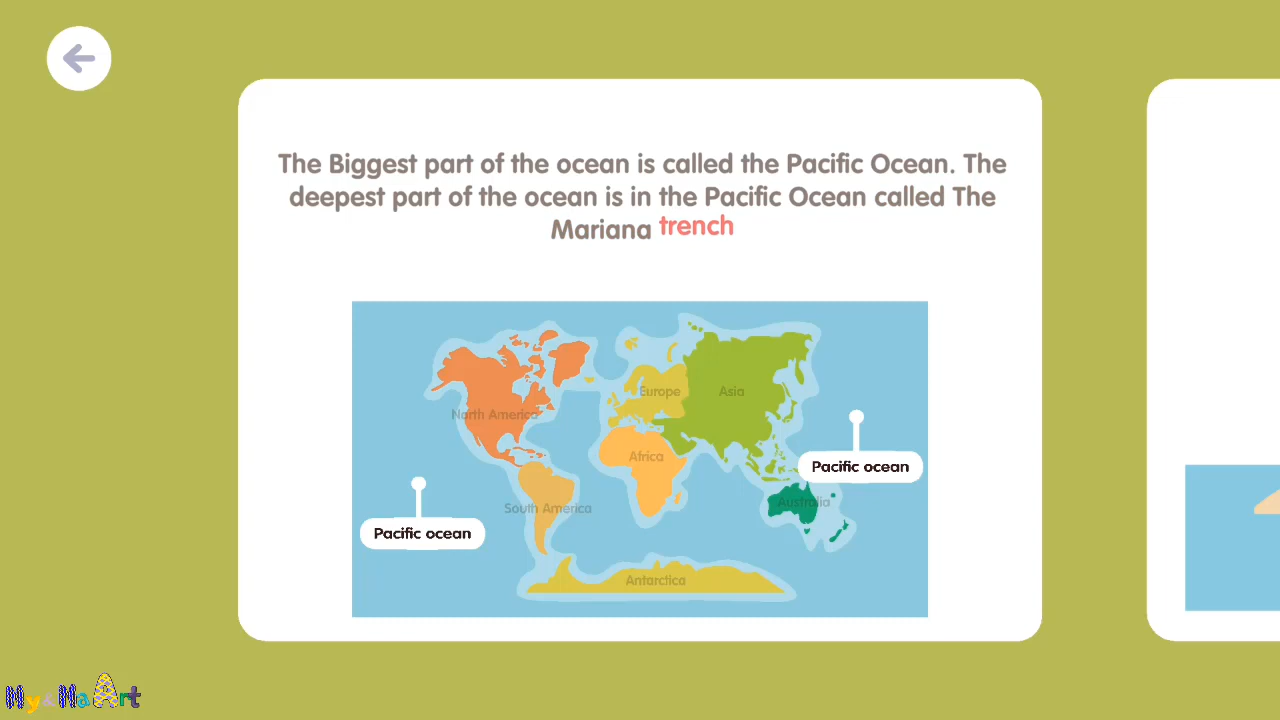 The Biggest part of the ocean is called the Pacific Ocean. The
deepest part of the ocean is in the Pacific Ocean called The
Mariana trench
North America
Europe
Asia
Africa
Pacific ocean
South America
Australia
Pacific ocean
Antarctica
My&MaArt